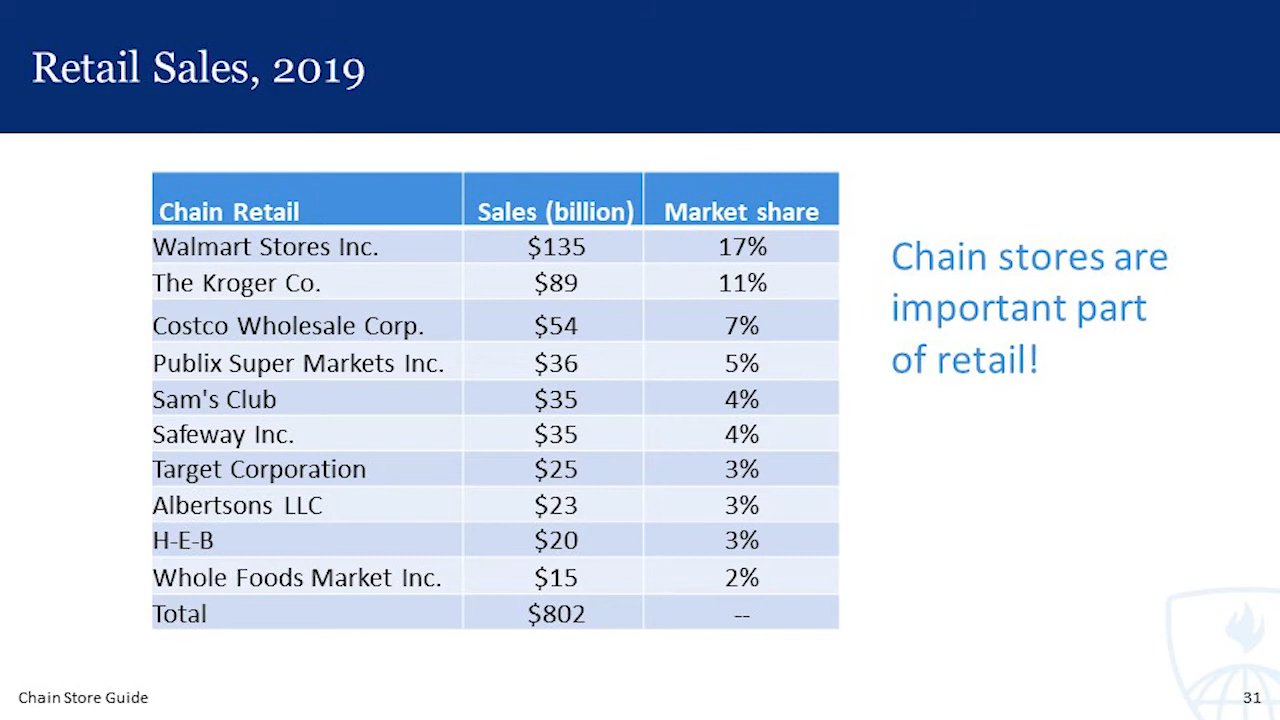 Retail Sales, 2019
Chain Retail Sales (billion) Market share
Walmart Stores Inc. $135 17%
The Kroger Co. $89 11%
Costco Wholesale Corp. $54 7%
Publix Super Markets Inc. $36 5%
Sam's Club $35 4%
Safeway Inc. $35 4%
Target Corporation $25 3%
Albertsons LLC $23 3%
H-E-B $20 3%
Whole Foods Market Inc. $15 2%
Total $802 --
Chain stores are
important part
of retail!
Chain Store Guide
31